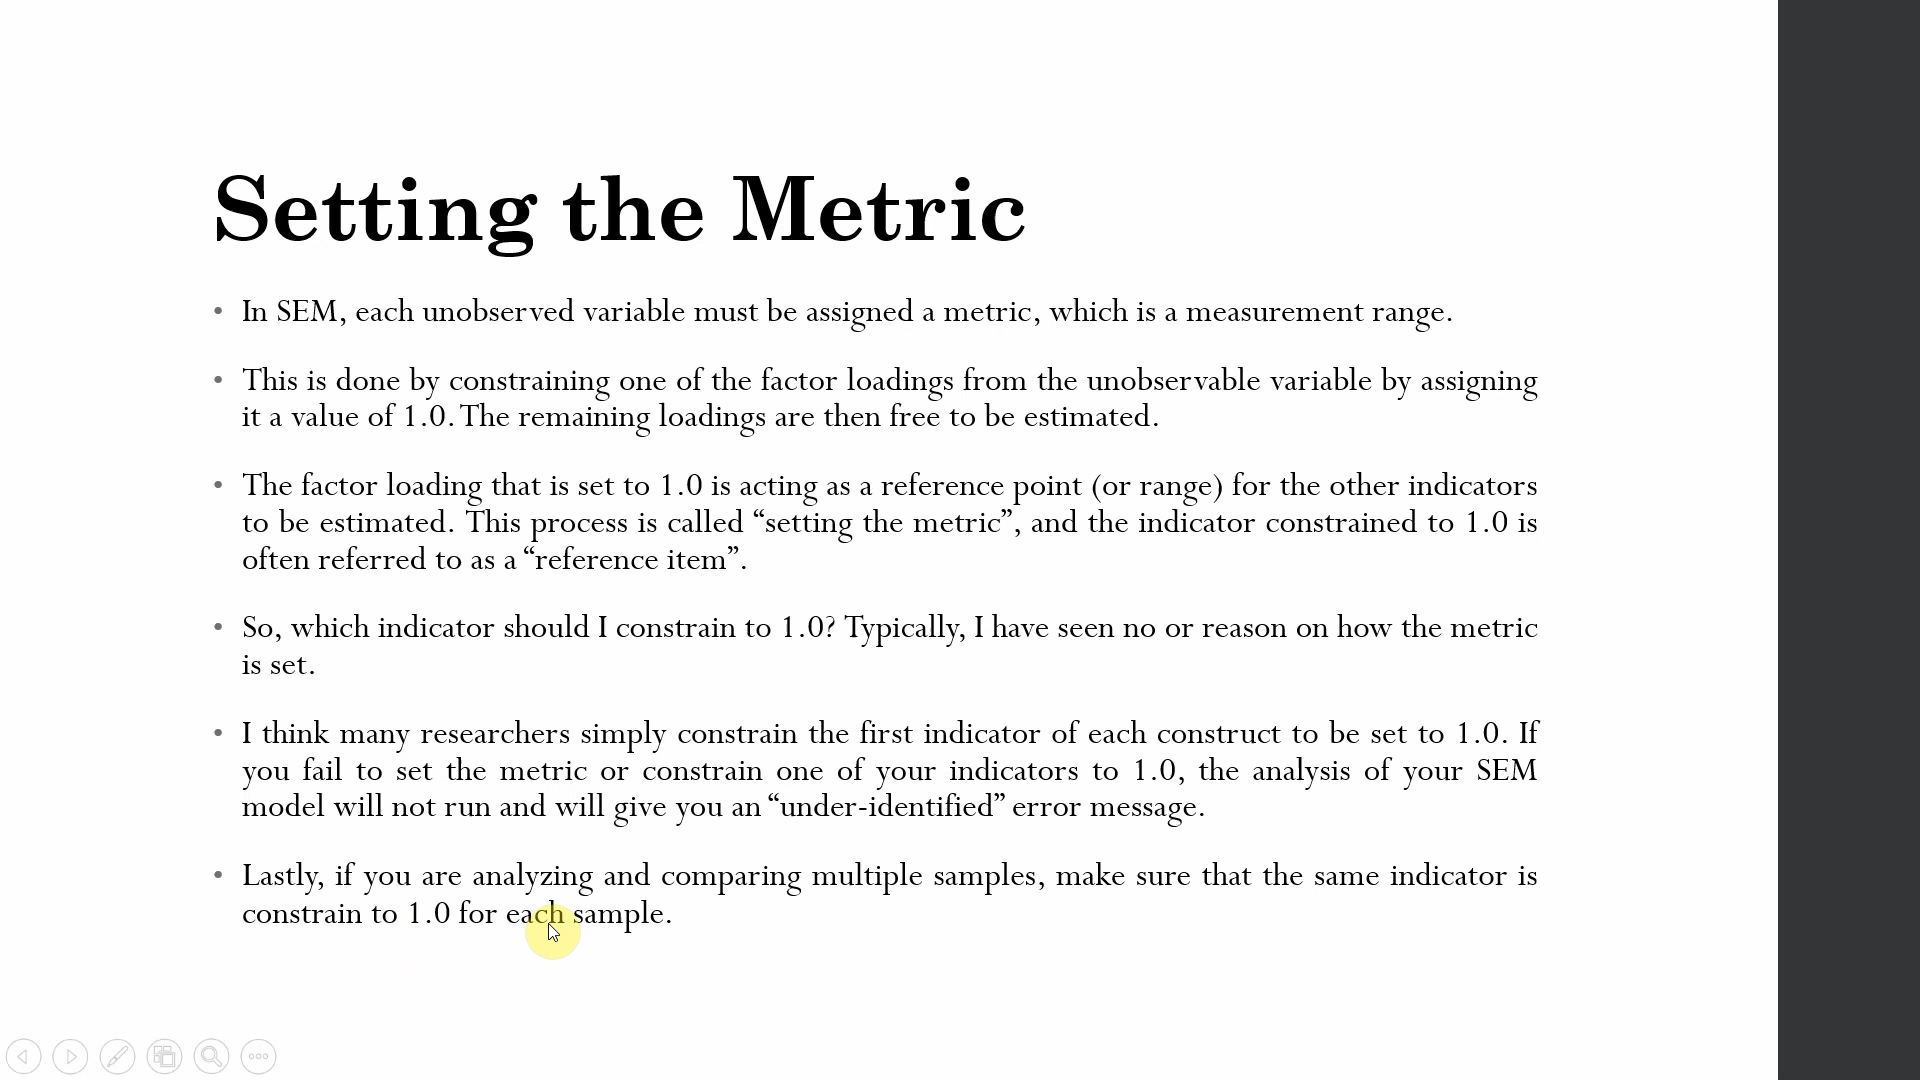 Setting the Metric
• In SEM, each unobserved variable must be assigned a metric, which is a measurement range.
• This is done by constraining one of the factor loadings from the unobservable variable by assigning
it a value of 1.0. The remaining loadings are then free to be estimated.
• The factor loading that is set to 1.0 is acting as a reference point (or range) for the other indicators
to be estimated. This process is called “setting the metric”, and the indicator constrained to 1.0 is
often referred to as a “reference item”.
• So, which indicator should I constrain to 1.0? Typically, I have seen no or reason on how the metric
is set.
• I think many researchers simply constrain the first indicator of each construct to be set to 1.0. If
you fail to set the metric or constrain one of your indicators to 1.0, the analysis of your SEM
model will not run and will give you an “under-identified” error message.
• Lastly, if you are analyzing and comparing multiple samples, make sure that the same indicator is
constrain to 1.0 for each sample.